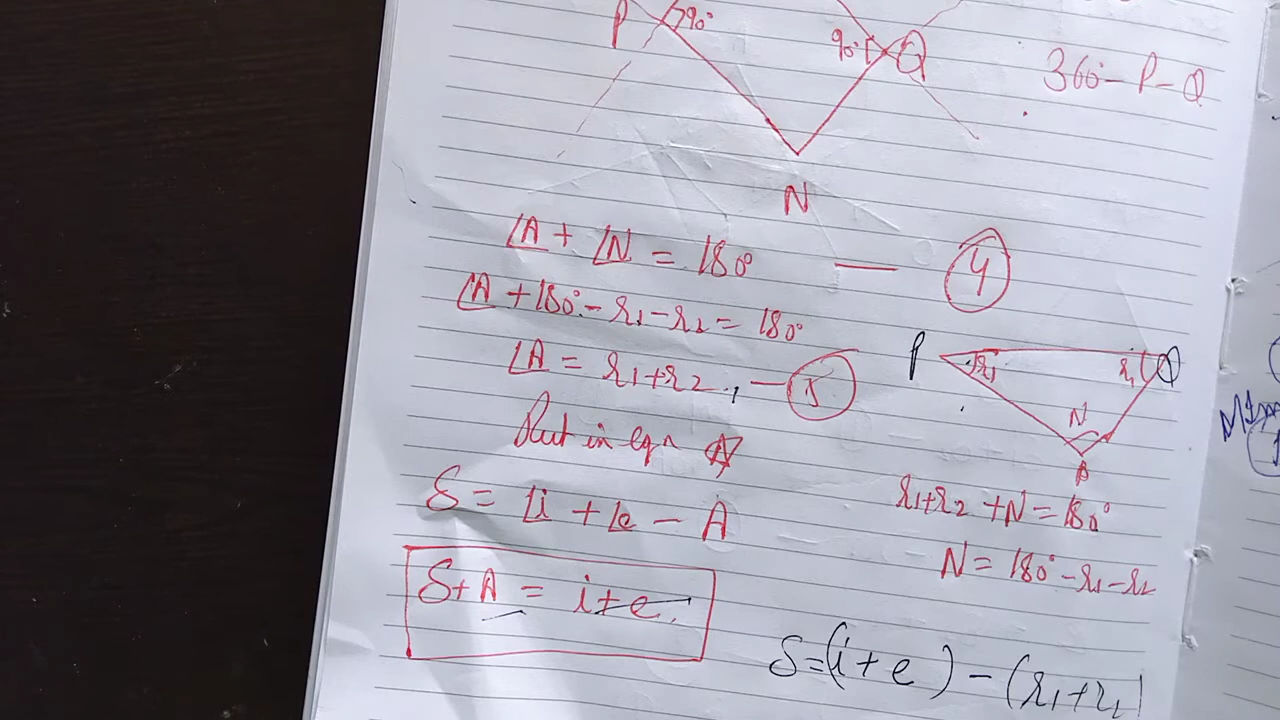 P 90° 90° Q
360-P-Q
N
∠A + ∠N = 180° — 4
∠A + 180° - r1 - r2 = 180°
∠A = r1+r2, — 5
P r1 r1 Q
N
B
Put in eqn A
δ = ∠i + ∠e - A
r1+r2 + N = 180°
N = 180° - r1 - r2
δ+A = i+e.
δ=(i+e)-(r1+r2)